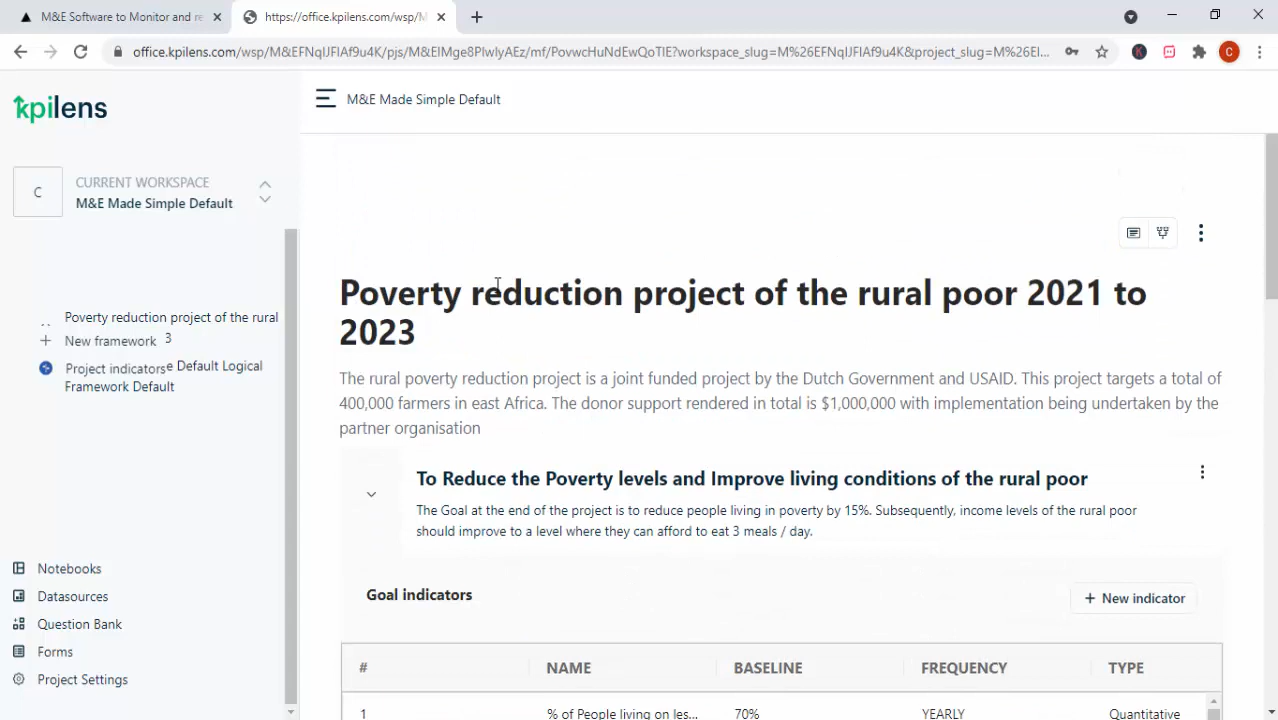 M&E Software to Monitor and re
https://office.kpilens.com/wsp/M
office.kpilens.com/wsp/M&EFNqIJFlAf9u4K/pjs/M&ElMge8PlwlyAEz/mf/PovwcHuNdEwQoTlE?workspace_slug=M%26EFNqIJFlAf9u4K&project_slug=M%26El...
K
C
kpilens
M&E Made Simple Default
C
CURRENT WORKSPACE
M&E Made Simple Default
Poverty reduction project of the rural
New framework 3
Project indicators e Default Logical
Framework Default
Notebooks
Datasources
Question Bank
Forms
Project Settings
Poverty reduction project of the rural poor 2021 to
2023
The rural poverty reduction project is a joint funded project by the Dutch Government and USAID. This project targets a total of
400,000 farmers in east Africa. The donor support rendered in total is $1,000,000 with implementation being undertaken by the
partner organisation
To Reduce the Poverty levels and Improve living conditions of the rural poor
The Goal at the end of the project is to reduce people living in poverty by 15%. Subsequently, income levels of the rural poor
should improve to a level where they can afford to eat 3 meals / day.
Goal indicators
+ New indicator
# NAME BASELINE FREQUENCY TYPE
1 % of People living on les... 70% YEARLY Quantitative